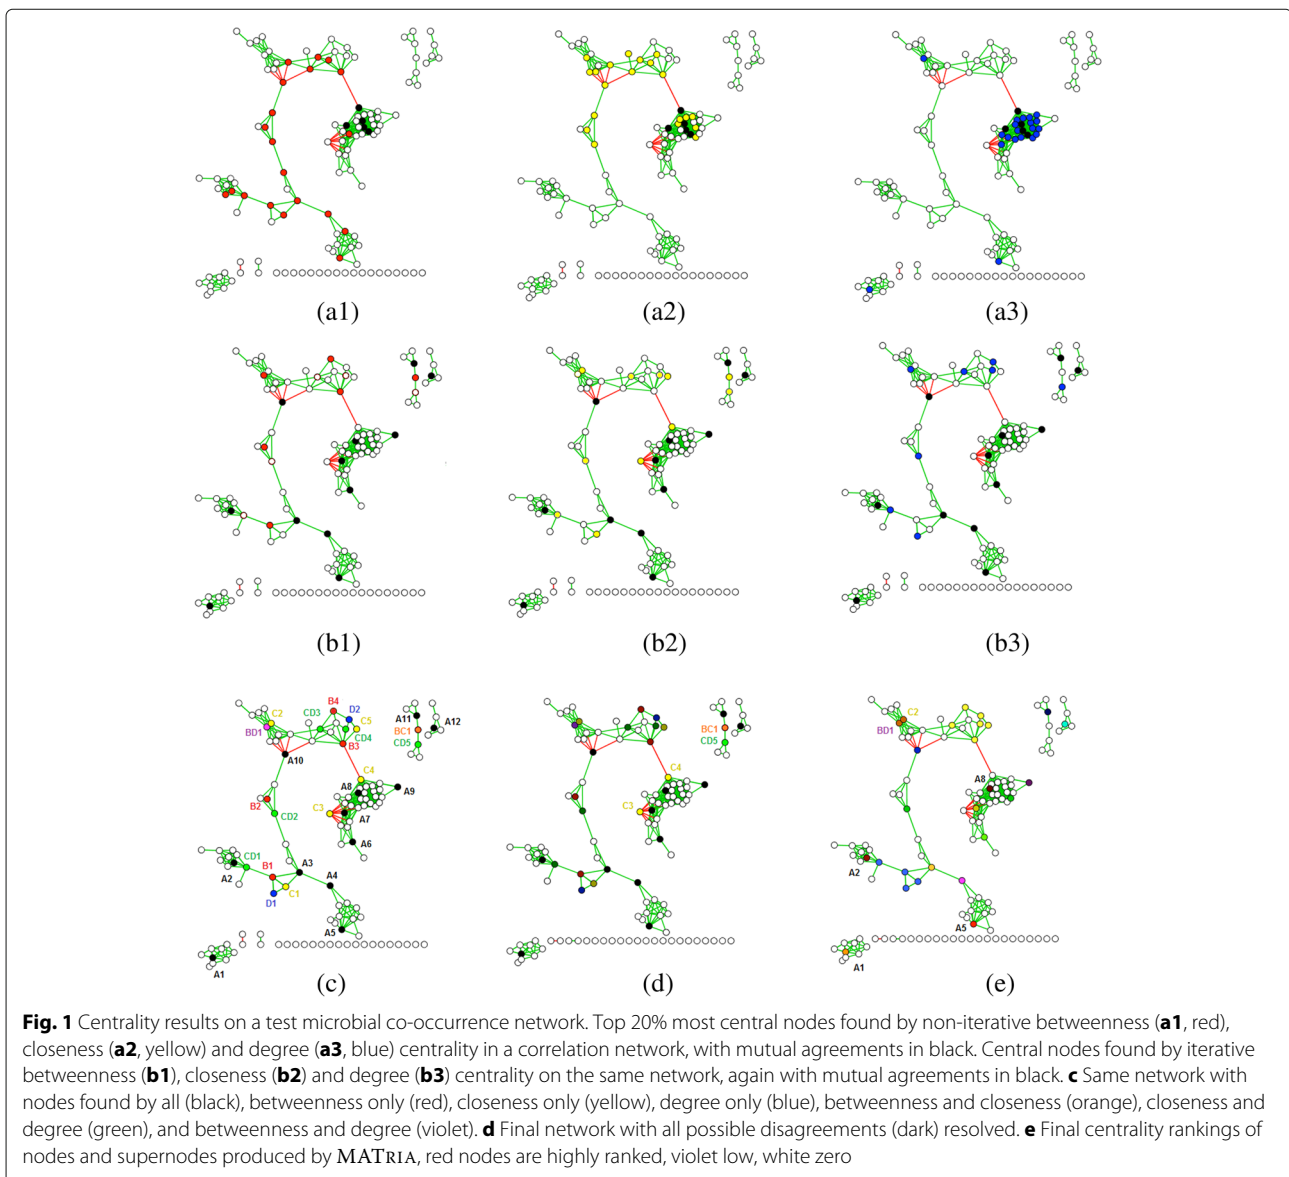 (a1) (a2) (a3)
(b1) (b2) (b3)
B4
C2 CD3 D2 A11 A12
C5
BD1 CD4 BC1
B3 CD5
A10
C4
A8 A9
B2 C3
CD2 A7
A6
CD1 A3
B1
A2 A4
C1
D1
A5
A1
(c)
BC1
CD5
C4
C3
(d)
C2
BD1
A8
A2
A5
A1
(e)
Fig. 1 Centrality results on a test microbial co-occurrence network. Top 20% most central nodes found by non-iterative betweenness (a1, red),
closeness (a2, yellow) and degree (a3, blue) centrality in a correlation network, with mutual agreements in black. Central nodes found by iterative
betweenness (b1), closeness (b2) and degree (b3) centrality on the same network, again with mutual agreements in black. c Same network with
nodes found by all (black), betweenness only (red), closeness only (yellow), degree only (blue), betweenness and closeness (orange), closeness and
degree (green), and betweenness and degree (violet). d Final network with all possible disagreements (dark) resolved. e Final centrality rankings of
nodes and supernodes produced by MATRIA, red nodes are highly ranked, violet low, white zero